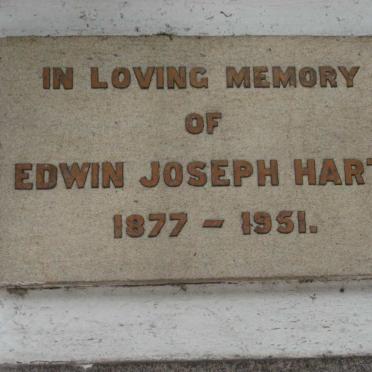 IN LOVING MEMORY
OF
EDWIN JOSEPH HART
1877 – 1951.